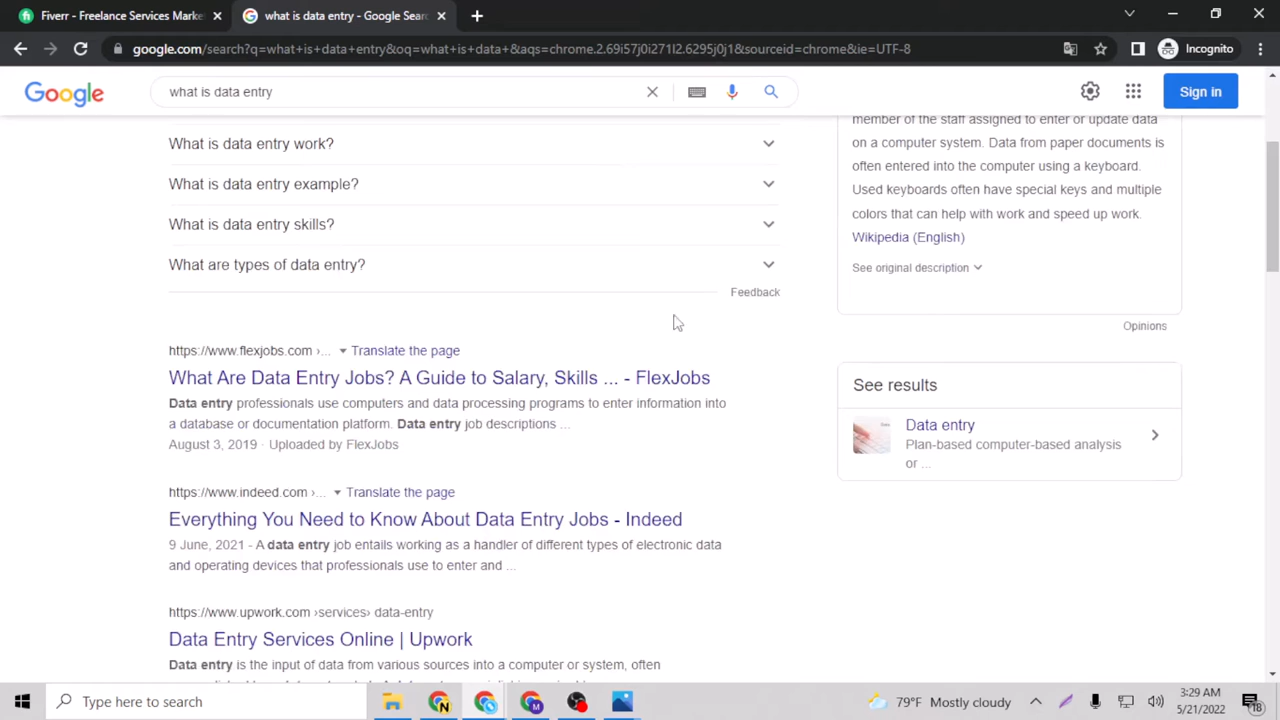 Fiverr - Freelance Services Marke
what is data entry - Google Sear
google.com/search?q=what+is+data+entry&oq=what+is+data+&aqs=chrome.2.69i57j0i271l2.6295j0j1&sourceid=chrome&ie=UTF-8
Incognito
Google
what is data entry
Sign in
What is data entry work?
What is data entry example?
What is data entry skills?
What are types of data entry?
Feedback
https://www.flexjobs.com ›... Translate the page
What Are Data Entry Jobs? A Guide to Salary, Skills ... - FlexJobs
Data entry professionals use computers and data processing programs to enter information into
a database or documentation platform. Data entry job descriptions ...
August 3, 2019 · Uploaded by FlexJobs
https://www.indeed.com ›... Translate the page
Everything You Need to Know About Data Entry Jobs - Indeed
9 June, 2021 - A data entry job entails working as a handler of different types of electronic data
and operating devices that professionals use to enter and ...
https://www.upwork.com ›services› data-entry
Data Entry Services Online | Upwork
Data entry is the input of data from various sources into a computer or system, often
member of the staff assigned to enter or update data
on a computer system. Data from paper documents is
often entered into the computer using a keyboard.
Used keyboards often have special keys and multiple
colors that can help with work and speed up work.
Wikipedia (English)
See original description
Opinions
See results
Data entry
Plan-based computer-based analysis
or ...
Type here to search
79°F Mostly cloudy
3:29 AM
5/21/2022
18